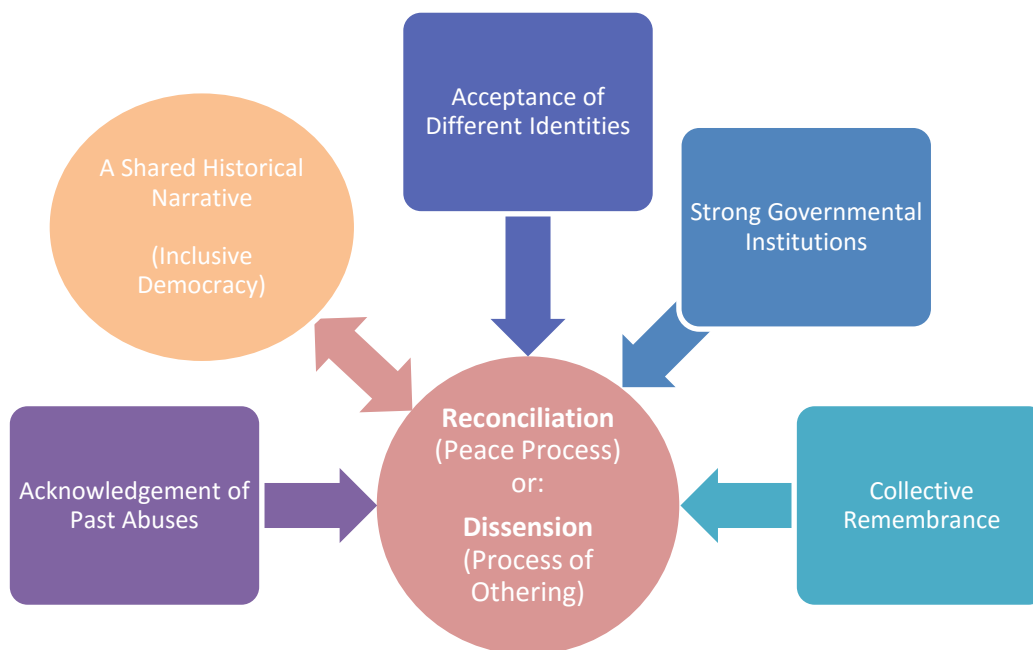 Acceptance of
Different Identities
A Shared Historical
Narrative
(Inclusive
Democracy)
Strong Governmental
Institutions
Acknowledgement of
Past Abuses
Reconciliation
(Peace Process)
or:
Dissension
(Process of
Othering)
Collective
Remembrance